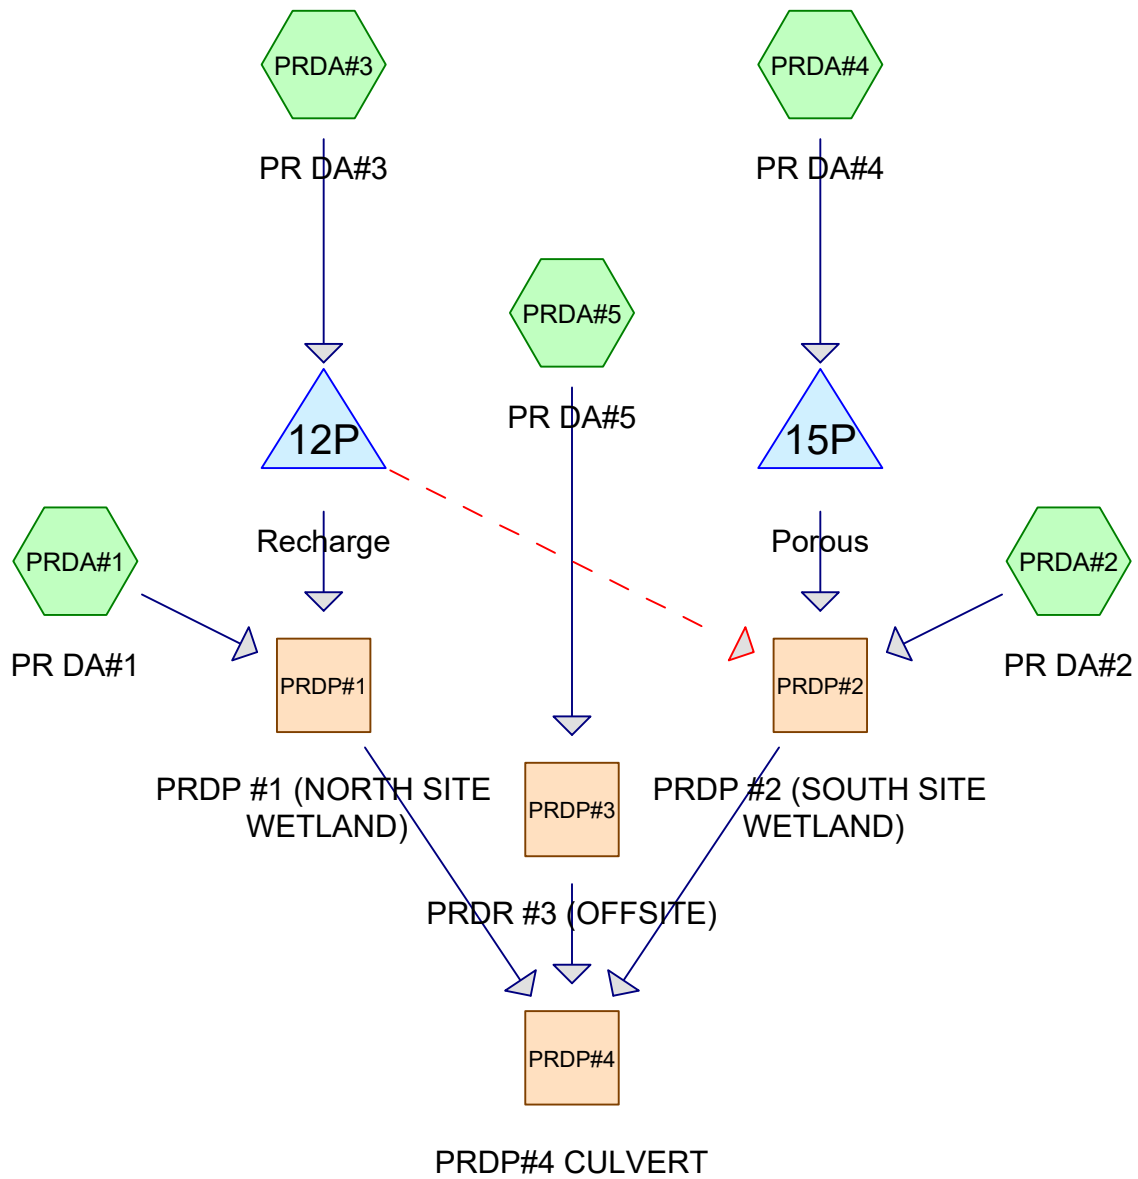 PRDA#3
PRDA#4
PR DA#3
PR DA#4
PRDA#5
PR DA#5
12P
15P
Recharge
Porous
PRDA#1
PRDA#2
PR DA#1
PR DA#2
PRDP#1
PRDP#2
PRDP #1 (NORTH SITE
WETLAND)
PRDP #2 (SOUTH SITE
WETLAND)
PRDP#3
PRDR #3 (OFFSITE)
PRDP#4
PRDP#4 CULVERT